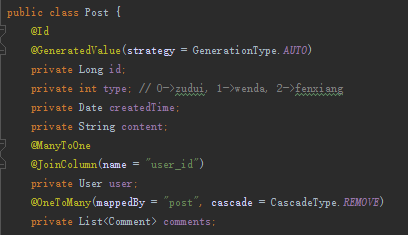 public class Post {
@Id
@GeneratedValue(strategy = GenerationType.AUTO)
private Long id;
private int type; // 0->zudui, 1->wenda, 2->fenxiang
private Date createdTime;
private String content;
@ManyToOne
@JoinColumn(name = "user_id")
private User user;
@OneToMany(mappedBy = "post", cascade = CascadeType.REMOVE)
private List<Comment> comments;